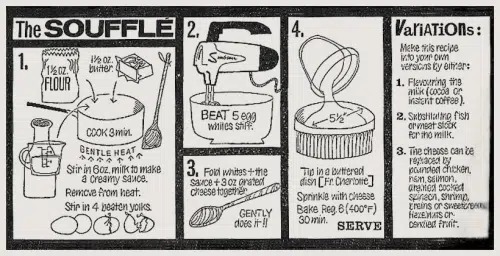 The SOUFFLÉ
1.
1½ oz. FLOUR
1½ oz. butter.
COOK 3 min.
GENTLE HEAT
Stir in 6 oz. milk to make
a creamy sauce.
Remove from heat.
Stir in 4 beaten yolks.
2.
BEAT 5 egg
whites stiff.
3. Fold whites + the
sauce + 3 oz grated
cheese together
GENTLY
does it!!
4.
5½"
Tip in a buttered
dish [Fr. Charlotte]
Sprinkle with cheese
Bake Reg. 6 (400°F)
30 min.
SERVE
VARIATIONS:
Make this recipe
into your own
versions by either:
1. Flavouring the
milk (cocoa or
instant coffee).
2. Substituting fish
or meat stock
for the milk.
3. The cheese can be
replaced by
pounded chicken,
ham, salmon,
drained cooked
spinach, shrimp,
brains or sweetbreads
hazelnuts or
candied fruit.